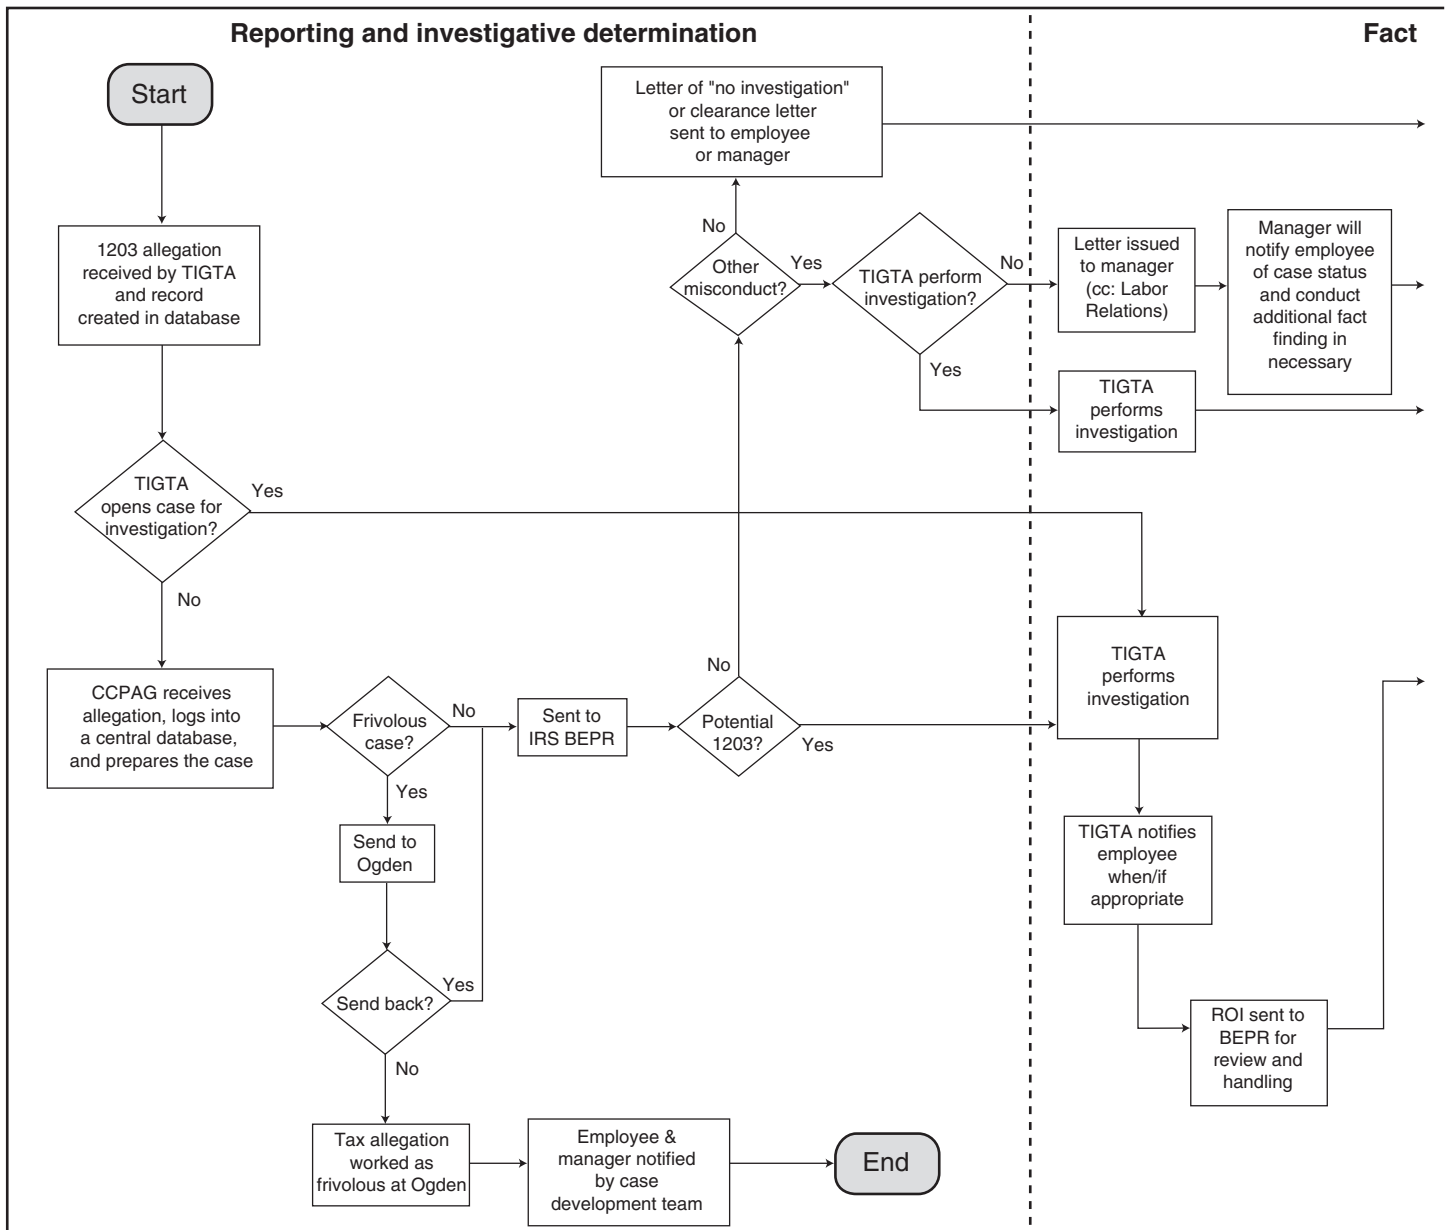 Reporting and investigative determination
Fact
Start
Letter of "no investigation"
or clearance letter
sent to employee
or manager
1203 allegation
received by TIGTA
and record
created in database
No
Other
misconduct?
Yes
TIGTA perform
investigation?
No
Letter issued
to manager
(cc: Labor
Relations)
Manager will
notify employee
of case status
and conduct
additional fact
finding in
necessary
Yes
TIGTA
performs
investigation
TIGTA
opens case for
investigation?
Yes
No
CCPAG receives
allegation, logs into
a central database,
and prepares the case
Frivolous
case?
No
Sent to
IRS BEPR
No
Potential
1203?
Yes
TIGTA
performs
investigation
Yes
Send to
Ogden
TIGTA notifies
employee
when/if
appropriate
Send back?
Yes
No
ROI sent to
BEPR for
review and
handling
Tax allegation
worked as
frivolous at Ogden
Employee &
manager notified
by case
development team
End